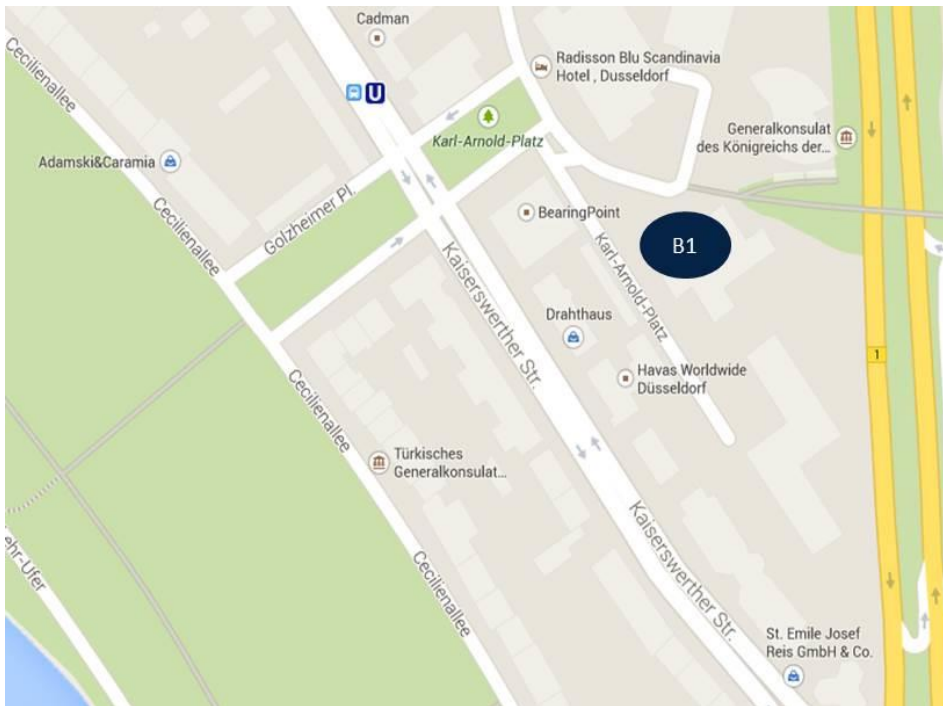 Cadman
U
Radisson Blu Scandinavia
Hotel , Dusseldorf
Cecilienallee
Karl-Arnold-Platz
Generalkonsulat
des Königreichs der...
Adamski&Caramia
Golzheimer Pl.
Cecilienallee
BearingPoint
B1
Karl-Arnold-Platz
Kaiserswerther Str.
Drahthaus
1
Havas Worldwide
Düsseldorf
Cecilienallee
Türkisches
Generalkonsulat...
Kaiserswerther Str.
ehr-Ufer
Cecilienallee
St. Emile Josef
Reis GmbH & Co.